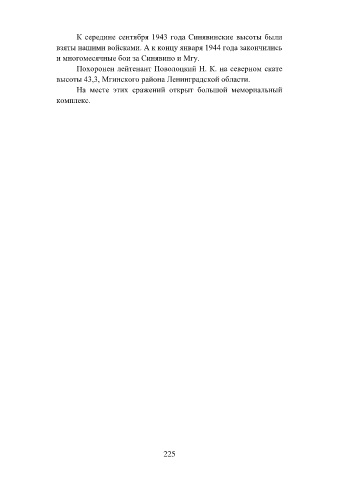 К середине сентября 1943 года Синявинские высоты были
взяты нашими войсками. А к концу января 1944 года закончились
и многомесячные бои за Синявино и Мгу.
Похоронен лейтенант Поволоцкий Н. К. на северном скате
высоты 43,3, Мгинского района Ленинградской области.
На месте этих сражений открыт большой мемориальный
комплекс.
225